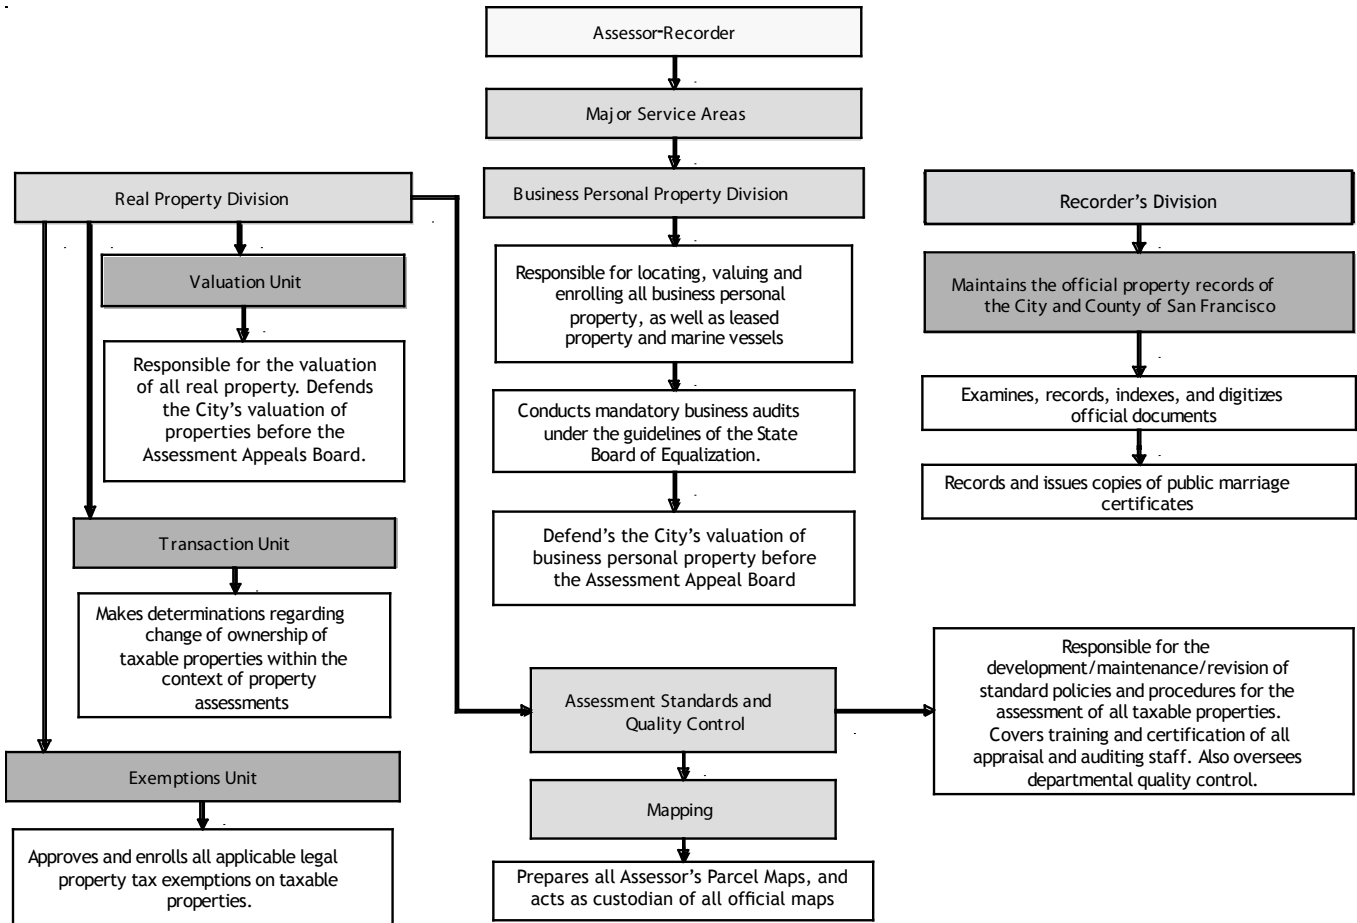 Assessor-Recorder
Major Service Areas
Real Property Division
Business Personal Property Division
Recorder's Division
Valuation Unit
Responsible for the valuation
of all real property. Defends
the City's valuation of
properties before the
Assessment Appeals Board.
Transaction Unit
Makes determinations regarding
change of ownership of
taxable properties within the
context of property
assessments
Exemptions Unit
Approves and enrolls all applicable legal
property tax exemptions on taxable
properties.
Responsible for locating, valuing and
enrolling all business personal
property, as well as leased
property and marine vessels
Conducts mandatory business audits
under the guidelines of the State
Board of Equalization.
Defend's the City's valuation of
business personal property before
the Assessment Appeal Board
Assessment Standards and
Quality Control
Mapping
Prepares all Assessor's Parcel Maps, and
acts as custodian of all official maps
Maintains the official property records of
the City and County of San Francisco
Examines, records, indexes, and digitizes
official documents
Records and issues copies of public marriage
certificates
Responsible for the
development/maintenance/revision of
standard policies and procedures for the
assessment of all taxable properties.
Covers training and certification of all
appraisal and auditing staff. Also oversees
departmental quality control.